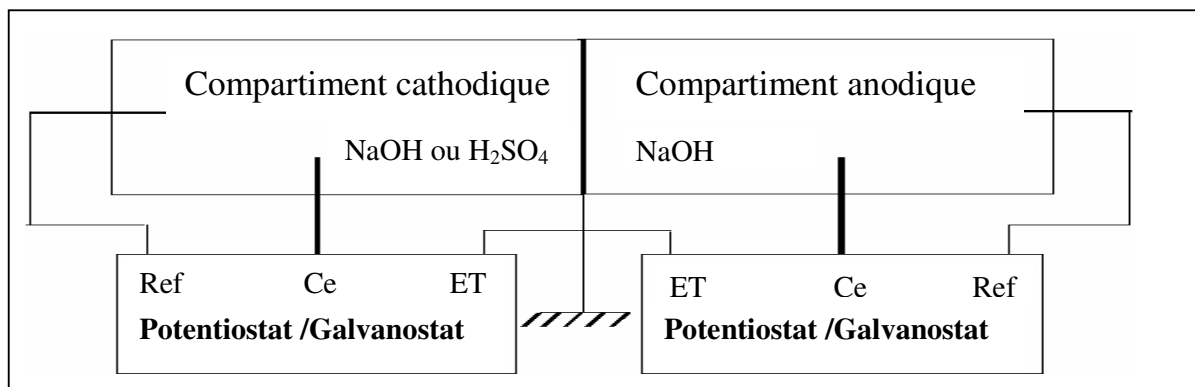 Compartiment cathodique
NaOH ou H₂SO₄
Compartiment anodique
NaOH
Ref Ce ET
Potentiostat /Galvanostat
ET Ce Ref
Potentiostat /Galvanostat